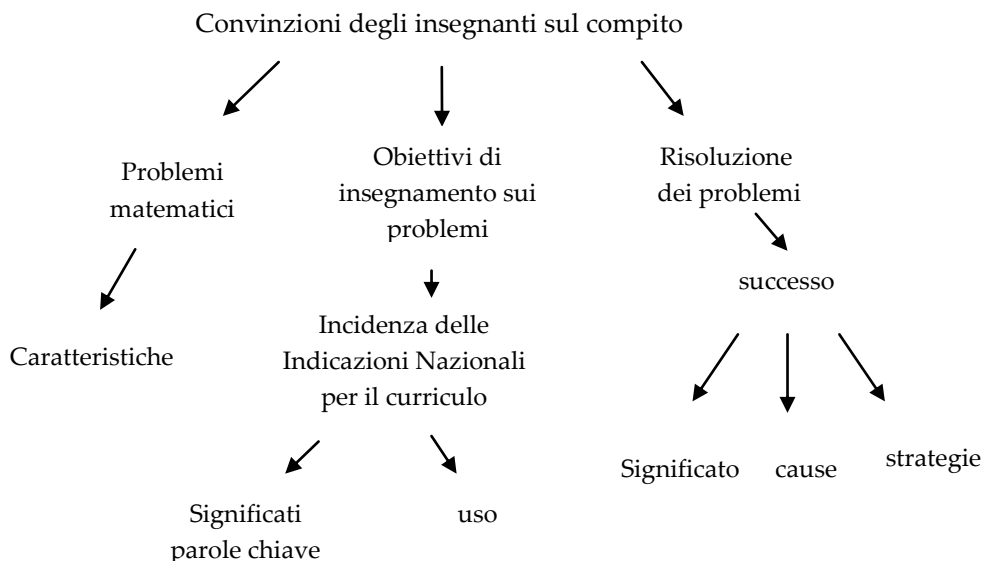 Convinzioni degli insegnanti sul compito
Problemi
matematici
Obiettivi di
insegnamento sui
problemi
Risoluzione
dei problemi
successo
Caratteristiche
Incidenza delle
Indicazioni Nazionali
per il curriculo
Significato
cause
strategie
Significati
parole chiave
uso